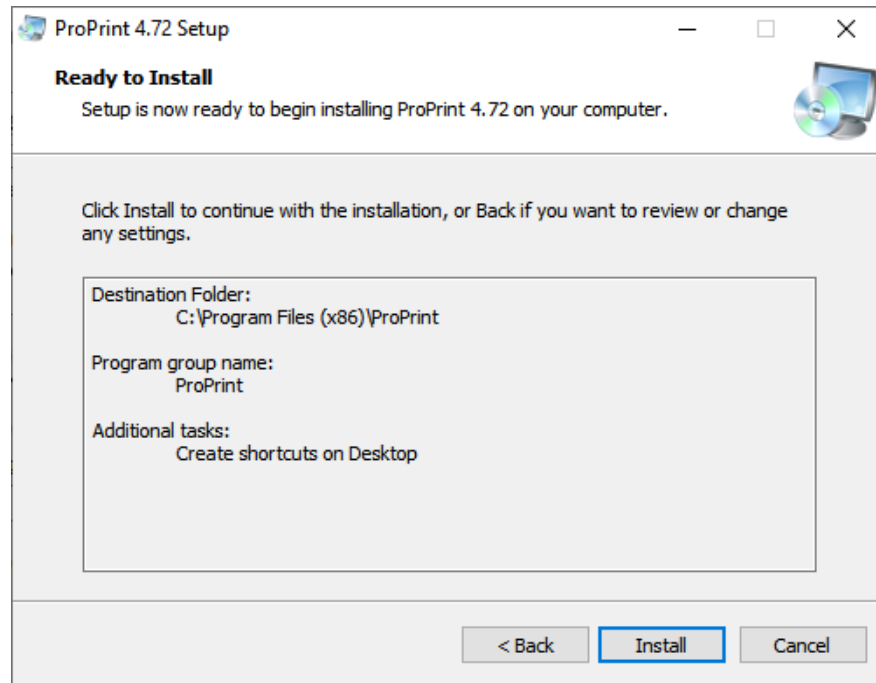 ProPrint 4.72 Setup
Ready to Install
Setup is now ready to begin installing ProPrint 4.72 on your computer.
Click Install to continue with the installation, or Back if you want to review or change
any settings.
Destination Folder:
C:\Program Files (x86)\ProPrint
Program group name:
ProPrint
Additional tasks:
Create shortcuts on Desktop
< Back Install Cancel